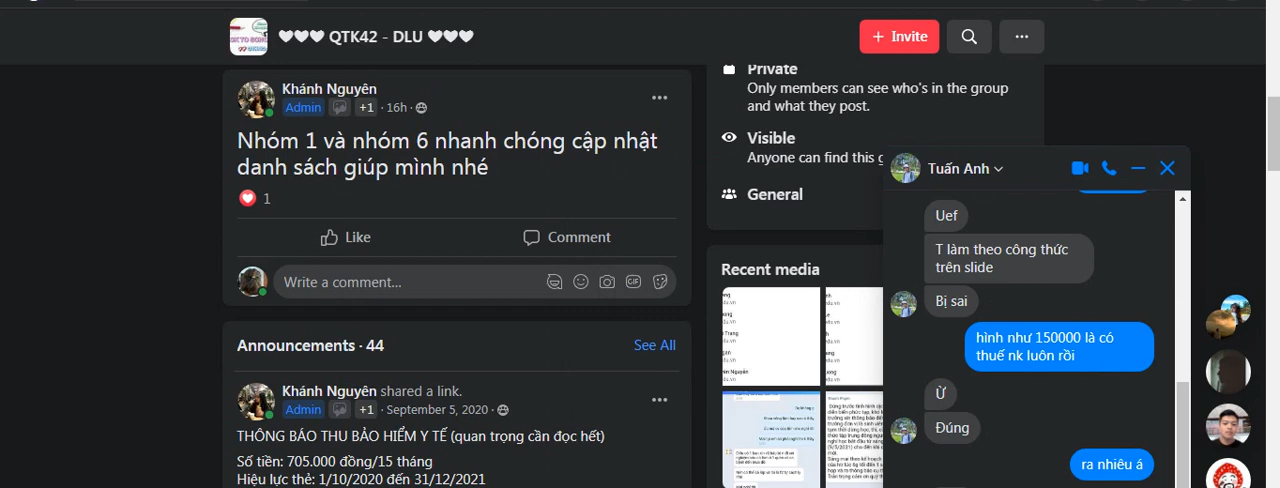 🤍🤍🤍 QTK42 - DLU 🤍🤍🤍
+ Invite
Khánh Nguyên
Admin +1 · 16h ·
Nhóm 1 và nhóm 6 nhanh chóng cập nhật
danh sách giúp mình nhé
1
Like
Comment
Write a comment...
GIF
Announcements · 44
See All
Khánh Nguyên shared a link.
Admin +1 · September 5, 2020 ·
THÔNG BÁO THU BẢO HIỂM Y TẾ (quan trọng cần đọc hết)
Số tiền: 705.000 đồng/15 tháng
Hiệu lực thẻ: 1/10/2020 đến 31/12/2021
Private
Only members can see who's in the group
and what they post.
Visible
Anyone can find this g
General
Recent media
Tuấn Anh
Uef
T làm theo công thức
trên slide
Bị sai
hình như 150000 là có
thuế nk luôn rồi
Ừ
Đúng
ra nhiêu á